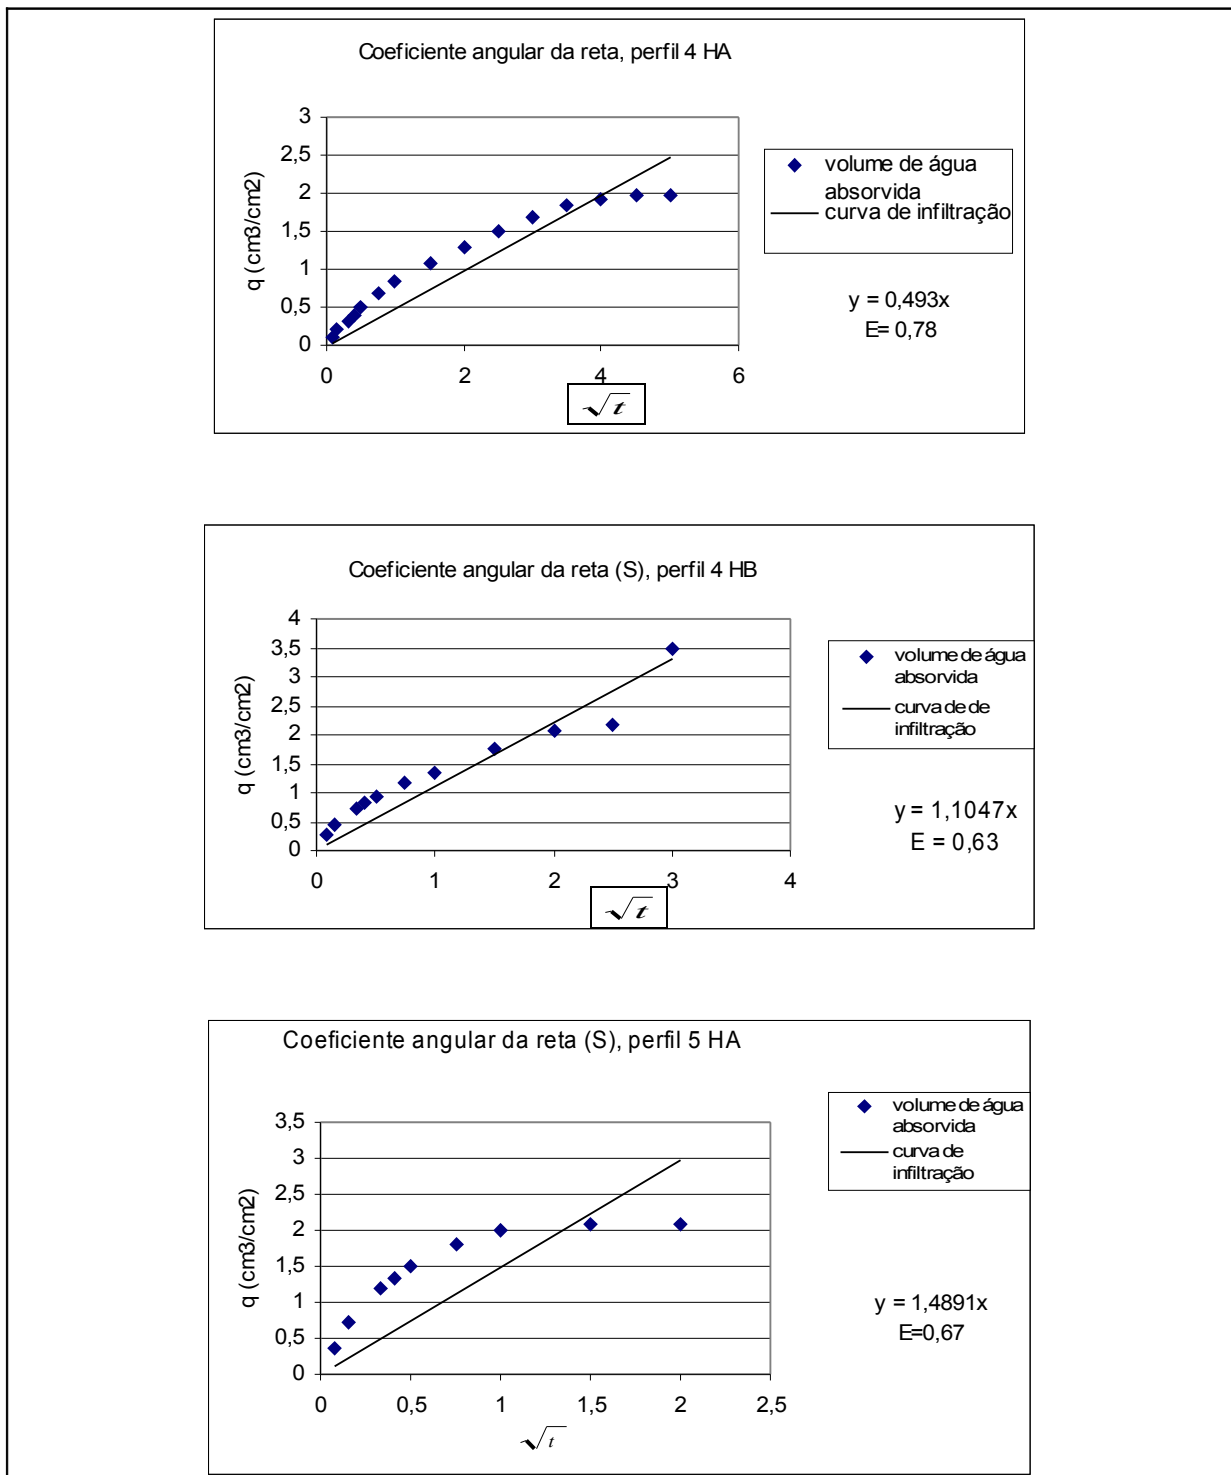 Coeficiente angular da reta, perfil 4 HA
3
2,5
2
1,5
1
0,5
0
q (cm3/cm2)
0 2 4 6
√t
volume de água
absorvida
curva de infiltração
y = 0,493x
E= 0,78
Coeficiente angular da reta (S), perfil 4 HB
4
3,5
3
2,5
2
1,5
1
0,5
0
q (cm3/cm2)
0 1 2 3 4
√t
volume de água
absorvida
curva de de
infiltração
y = 1,1047x
E = 0,63
Coeficiente angular da reta (S), perfil 5 HA
3,5
3
2,5
2
1,5
1
0,5
0
q (cm3/cm2)
0 0,5 1 1,5 2 2,5
√t
volume de água
absorvida
curva de
infiltração
y = 1,4891x
E=0,67